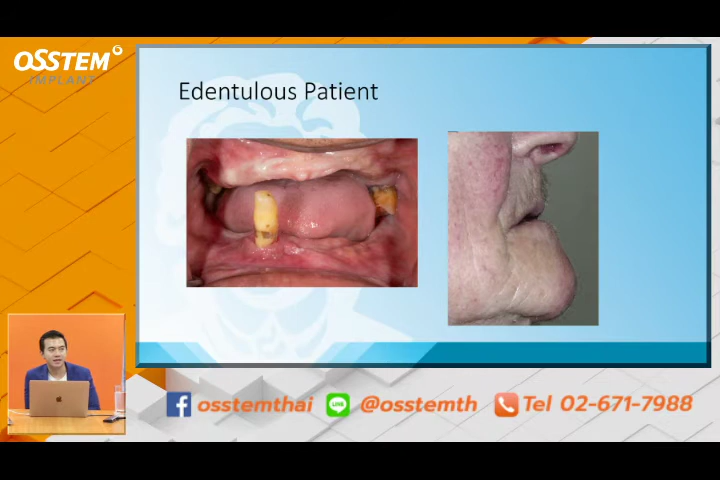 OSSTEM
IMPLANT
Edentulous Patient
osstemthai @osstemth Tel 02-671-7988